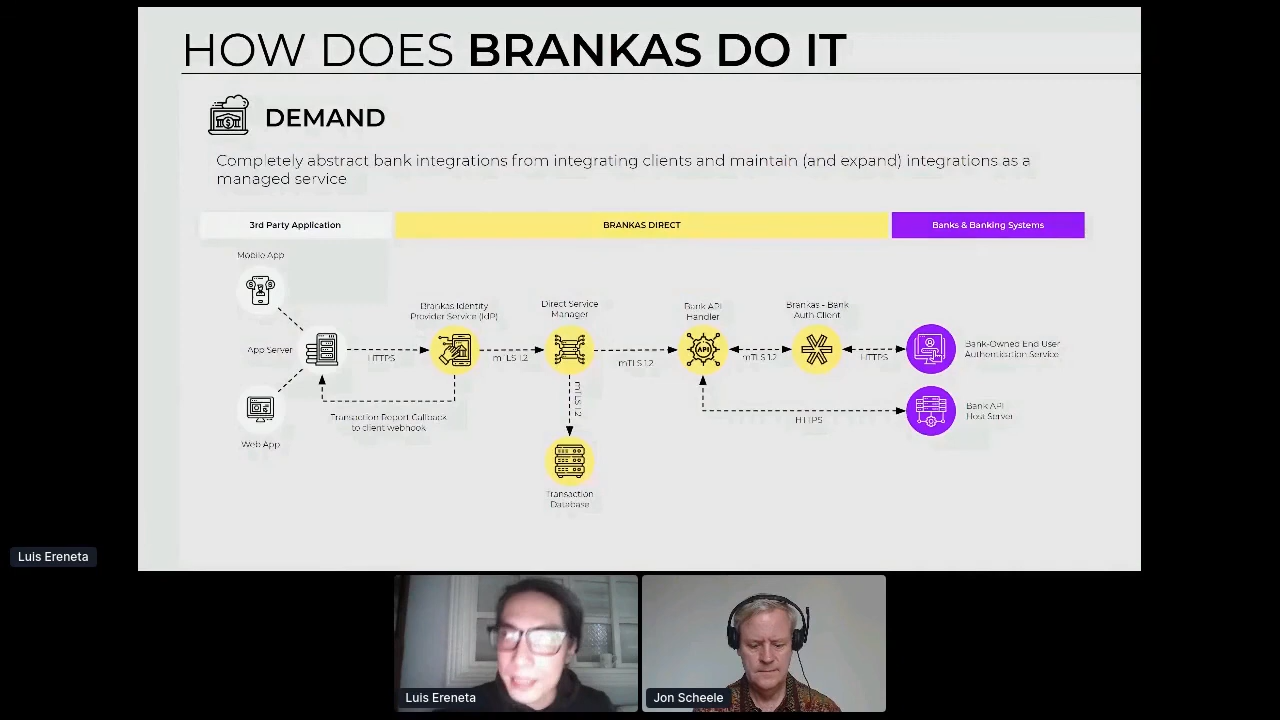 HOW DOES BRANKAS DO IT
DEMAND
Completely abstract bank integrations from integrating clients and maintain (and expand) integrations as a
managed service
3rd Party Application
BRANKAS DIRECT
Banks & Banking Systems
Mobile App
App Server
Web App
HTTPS
Transaction Report Callback
to client webhook
Brankas Identity
Provider Service (IdP)
mTLS 1.2
Direct Service
Manager
mTLS 1.2
Transaction
Database
mTLS 1.2
Bank API
Handler
mTLS 1.2
Brankas - Bank
Auth Client
HTTPS
HTTPS
Bank-Owned End User
Authentication Service
Bank API
Host Server
API
Luis Ereneta
Luis Ereneta
Jon Scheele